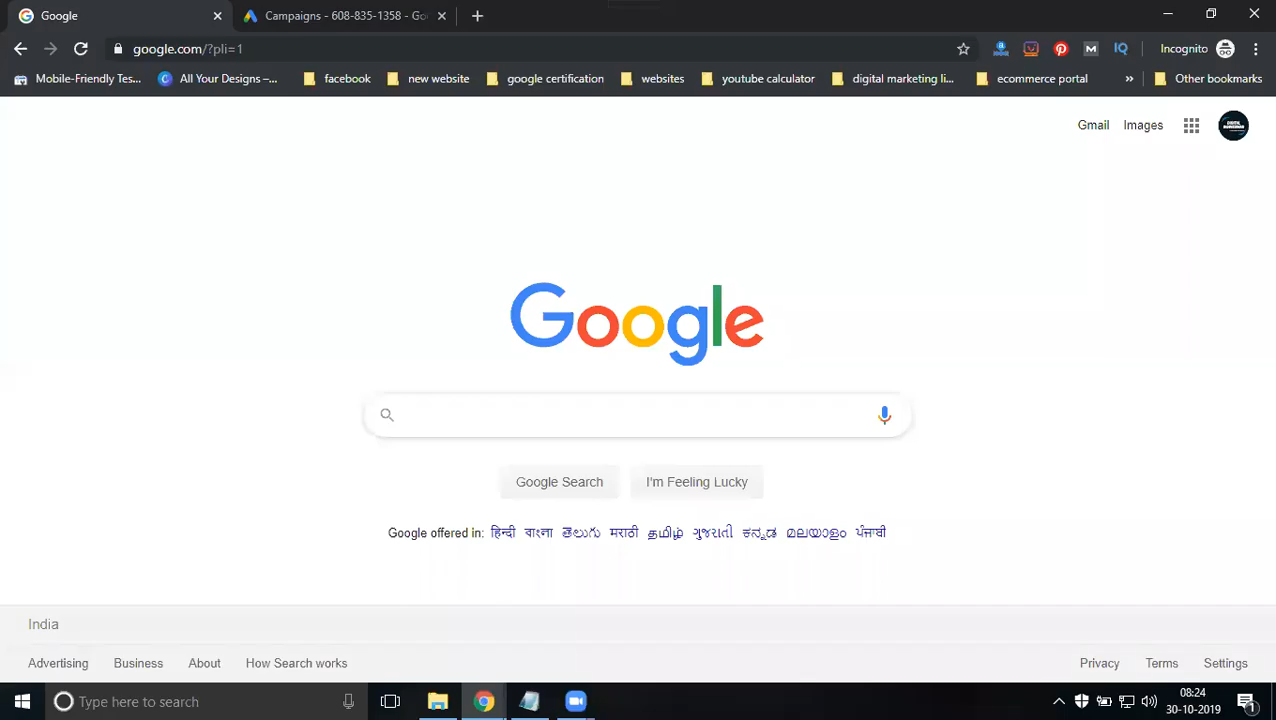 Google
Campaigns - 608-835-1358 - Go
google.com/?pli=1
Incognito
Mobile-Friendly Tes...
All Your Designs –...
facebook
new website
google certification
websites
youtube calculator
digital marketing li...
ecommerce portal
»
Other bookmarks
M
IQ
Gmail
Images
Google
Google Search
I'm Feeling Lucky
Google offered in: हिन्दी বাংলা తెలుగు मराठी தமிழ் ગુજરાતી ಕನ್ನಡ മലയാളം ਪੰਜਾਬੀ
India
Advertising
Business
About
How Search works
Privacy
Terms
Settings
Type here to search
08:24
30-10-2019
1